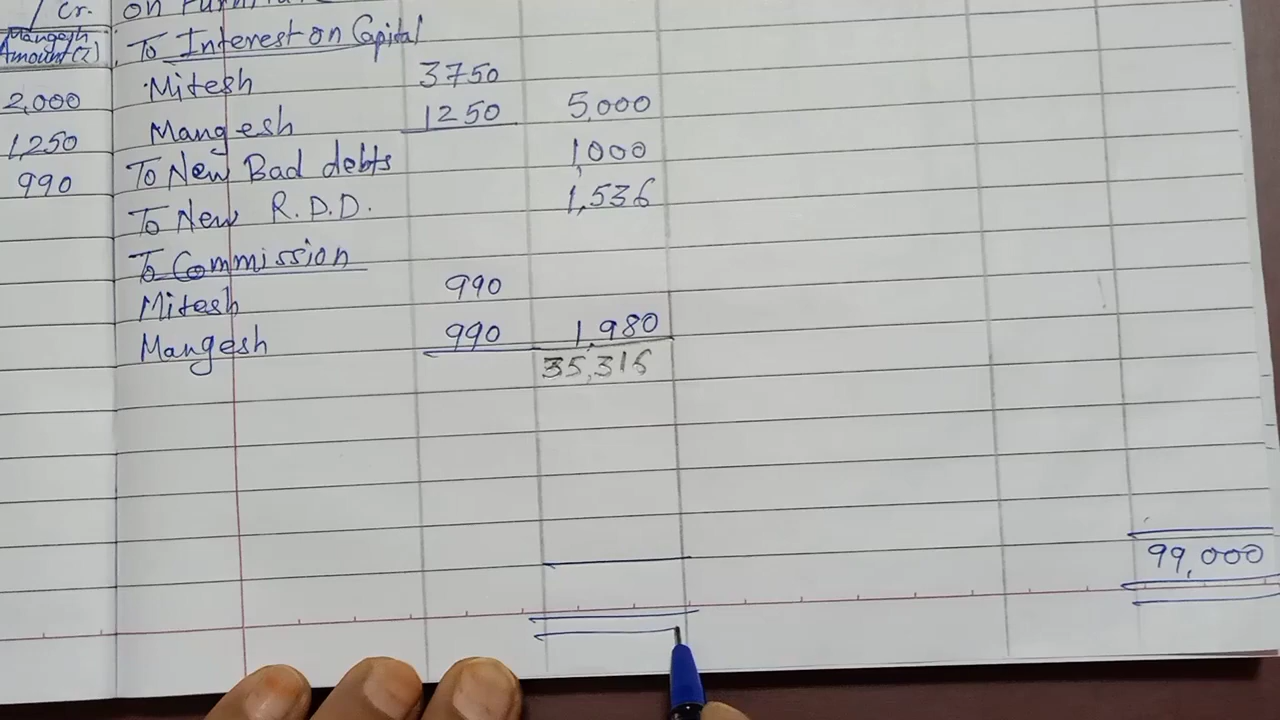 Cr. on Furniture
Mangesh
Amount(₹)
To Interest on Capital
2,000 Mitesh 3750
1,250 Mangesh 1250 5,000
990 To New Bad debts 1,000
To New R.D.D. 1,536
To Commission
Mitesh 990
Mangesh 990 1,980
35,316
99,000